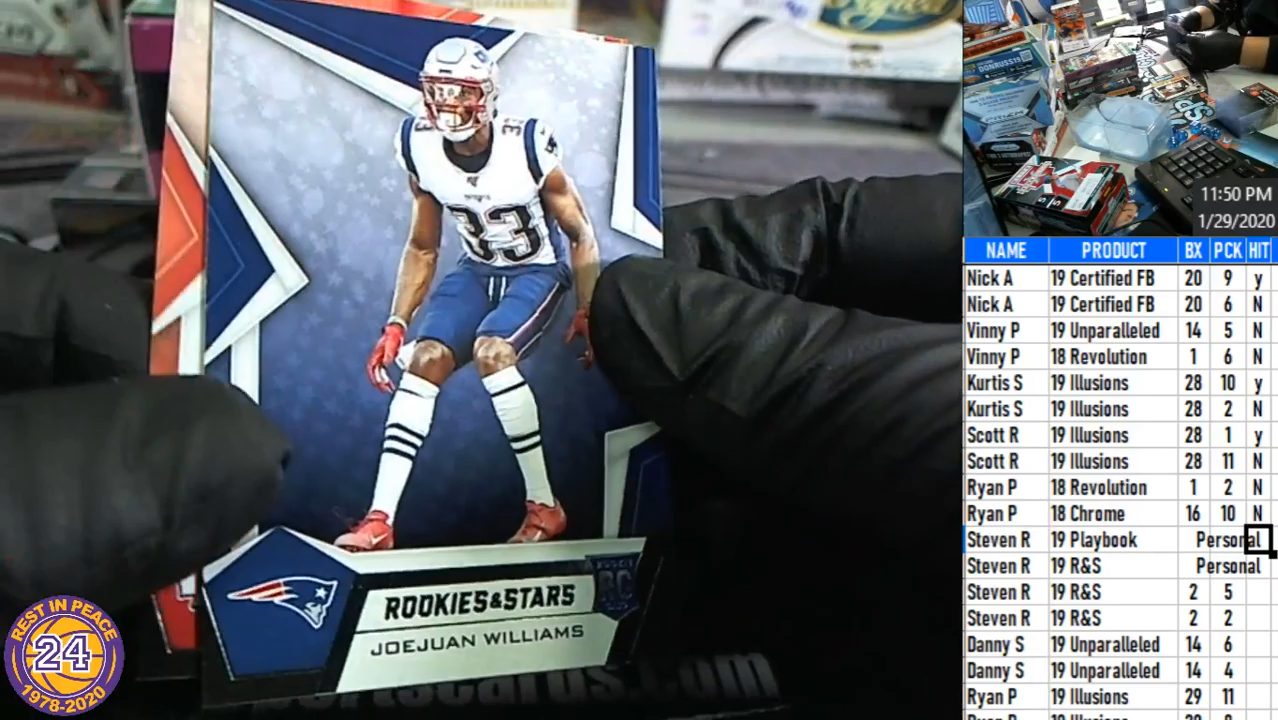 33
33
ROOKIES&STARS
RC
JOEJUAN WILLIAMS
REST IN PEACE
24
1978-2020
.com
DONRUSS19
11:50 PM
1/29/2020
NAME PRODUCT BX PCK HIT
Nick A 19 Certified FB 20 9 y
Nick A 19 Certified FB 20 6 N
Vinny P 19 Unparalleled 14 5 N
Vinny P 18 Revolution 1 6 N
Kurtis S 19 Illusions 28 10 y
Kurtis S 19 Illusions 28 2 N
Scott R 19 Illusions 28 1 y
Scott R 19 Illusions 28 11 N
Ryan P 18 Revolution 1 2 N
Ryan P 18 Chrome 16 10 N
Steven R 19 Playbook Personal
Steven R 19 R&S Personal
Steven R 19 R&S 2 5
Steven R 19 R&S 2 2
Danny S 19 Unparalleled 14 6
Danny S 19 Unparalleled 14 4
Ryan P 19 Illusions 29 11